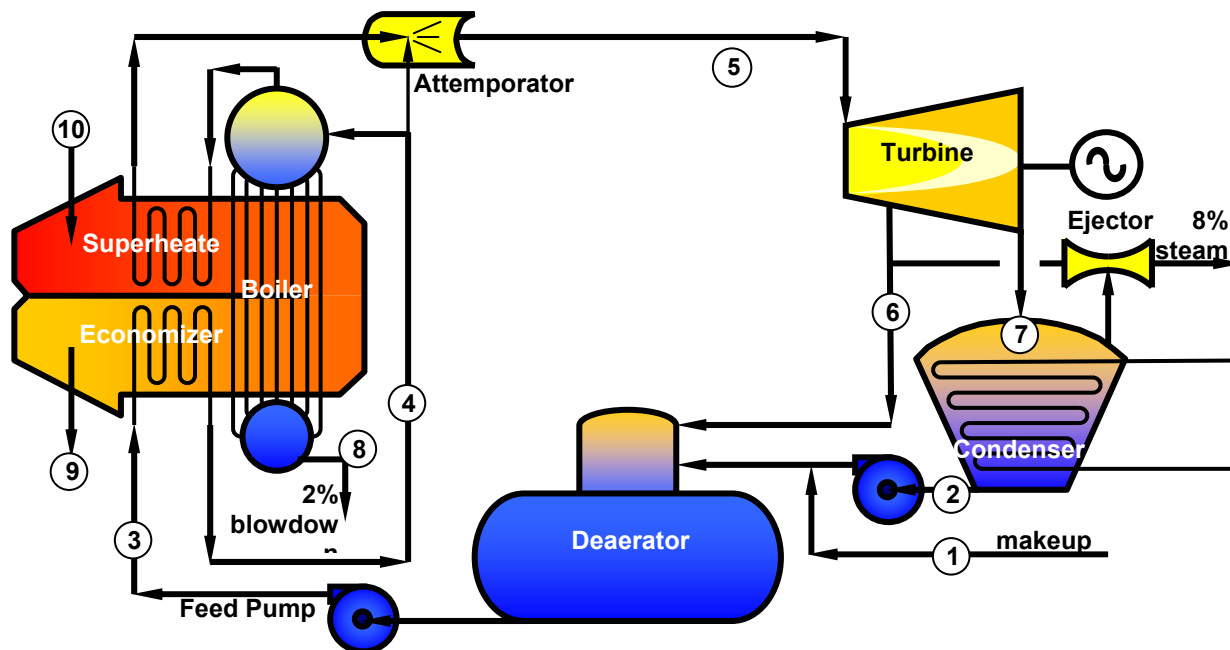 5
Attemporator
10
Turbine
Ejector
8%
steam
Superheate
Boiler
Economizer
6
7
4
Condenser
8
9
2%
blowdow
2
3
Deaerator
makeup
1
Feed Pump